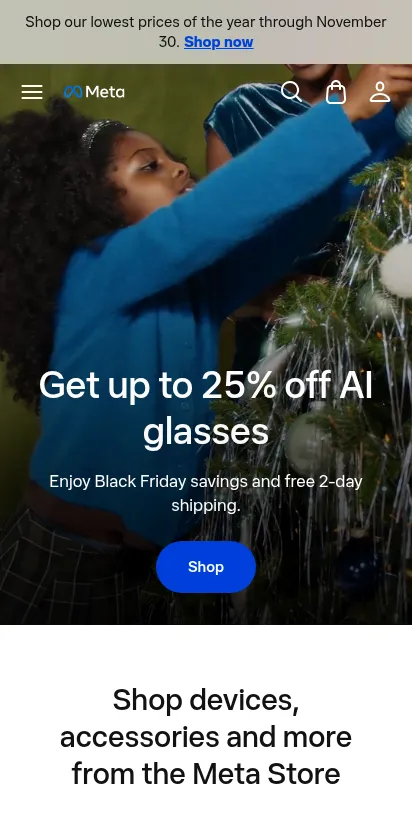 Shop our lowest prices of the year through November
30. Shop now
Meta
Get up to 25% off AI
glasses
Enjoy Black Friday savings and free 2-day
shipping.
Shop
Shop devices,
accessories and more
from the Meta Store